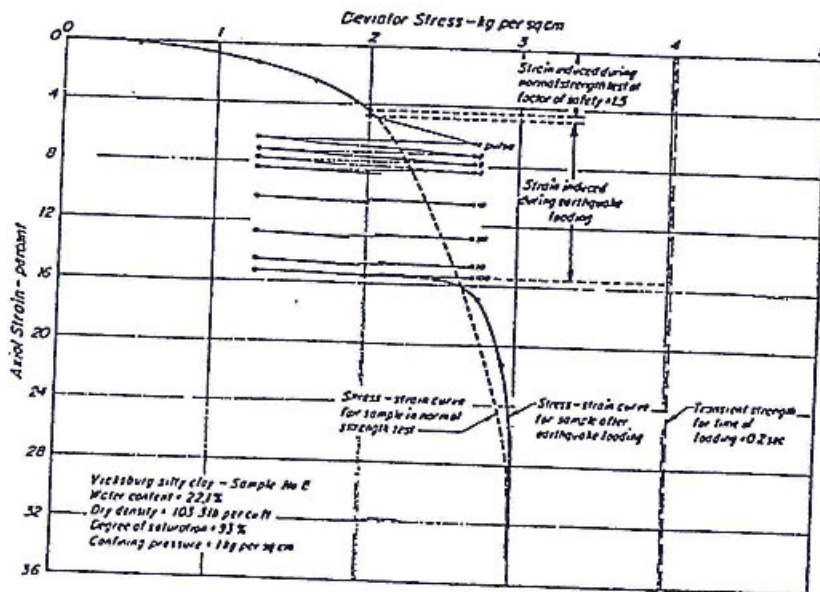 Deviator Stress - kg per sq cm
0 1 2 3 4
0
4
8
12
16
20
24
28
32
36
Axial Strain - percent
Strain induced during
normal strength test at
factor of safety = 1.5
pulse
Strain induced
during earthquake
loading
Stress - strain curve
for sample in normal
strength test
Stress - strain curve
for sample after
earthquake loading
Transient strength
for time of
loading = 0.2 sec
Vicksburg silty clay - Sample No E
Water content = 22.1%
Dry density = 103.5 lb per cu ft
Degree of saturation = 93%
Confining pressure = 1 kg per sq cm